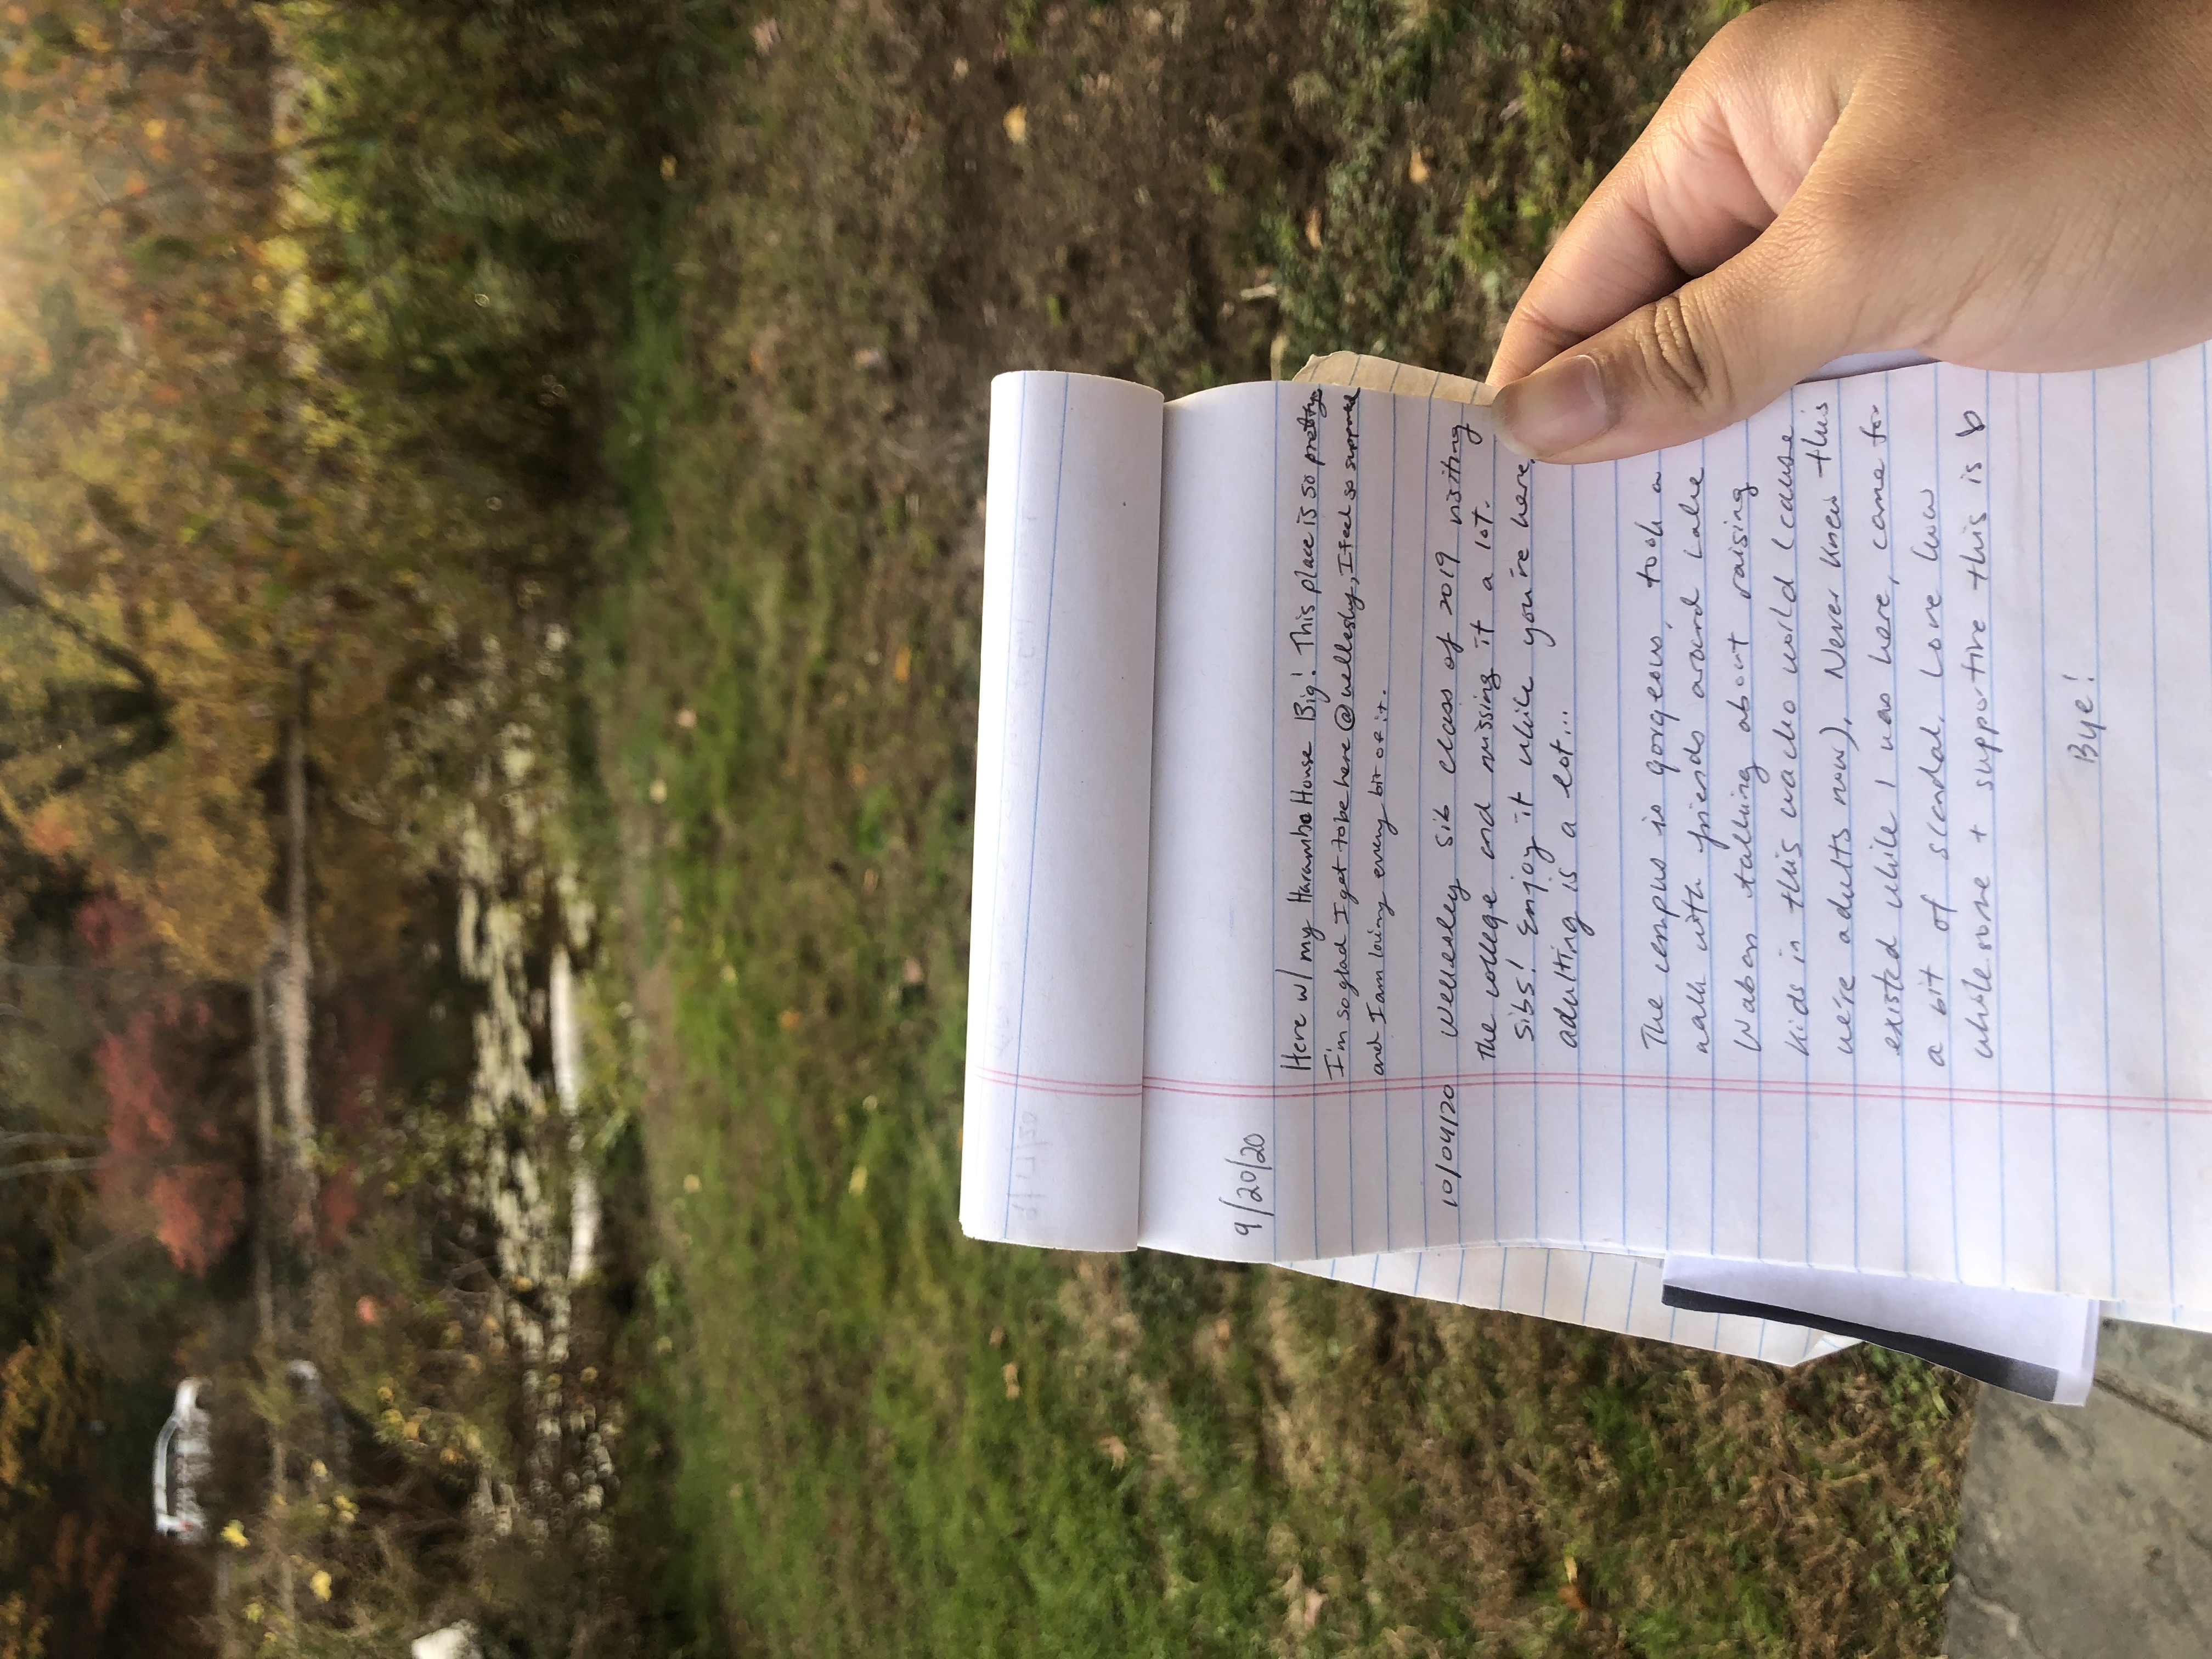 9/20/20
Here w/ my Harambe House Big! This place is so pretty.
I'm so glad I get to be here @ wellesley, I feel so supported
and I am loving every bit of it.
10/04/20 Wellesley Sib class of 2019 visiting
the college and missing it a lot.
Sibs! Enjoy it while you're here,
adulting is a lot...
The campus is gorgeous, took a
walk with friends around Lake
Waban talking about raising
kids in this wacko world (cause
we're adults now). Never knew this
existed while I was here, came for
a bit of scandal. Love how
wholesome + supportive this is
Bye!